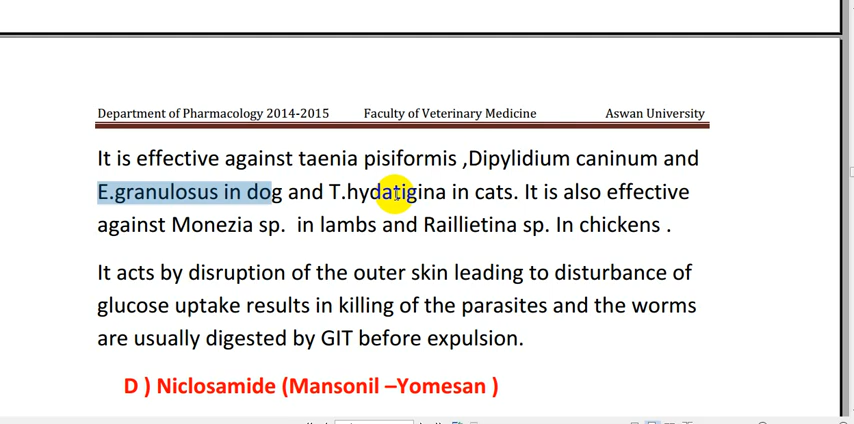 Department of Pharmacology 2014-2015 Faculty of Veterinary Medicine Aswan University
It is effective against taenia pisiformis ,Dipylidium caninum and
E.granulosus in dog and T.hydatigina in cats. It is also effective
against Monezia sp. in lambs and Raillietina sp. In chickens .
It acts by disruption of the outer skin leading to disturbance of
glucose uptake results in killing of the parasites and the worms
are usually digested by GIT before expulsion.
D ) Niclosamide (Mansonil –Yomesan )